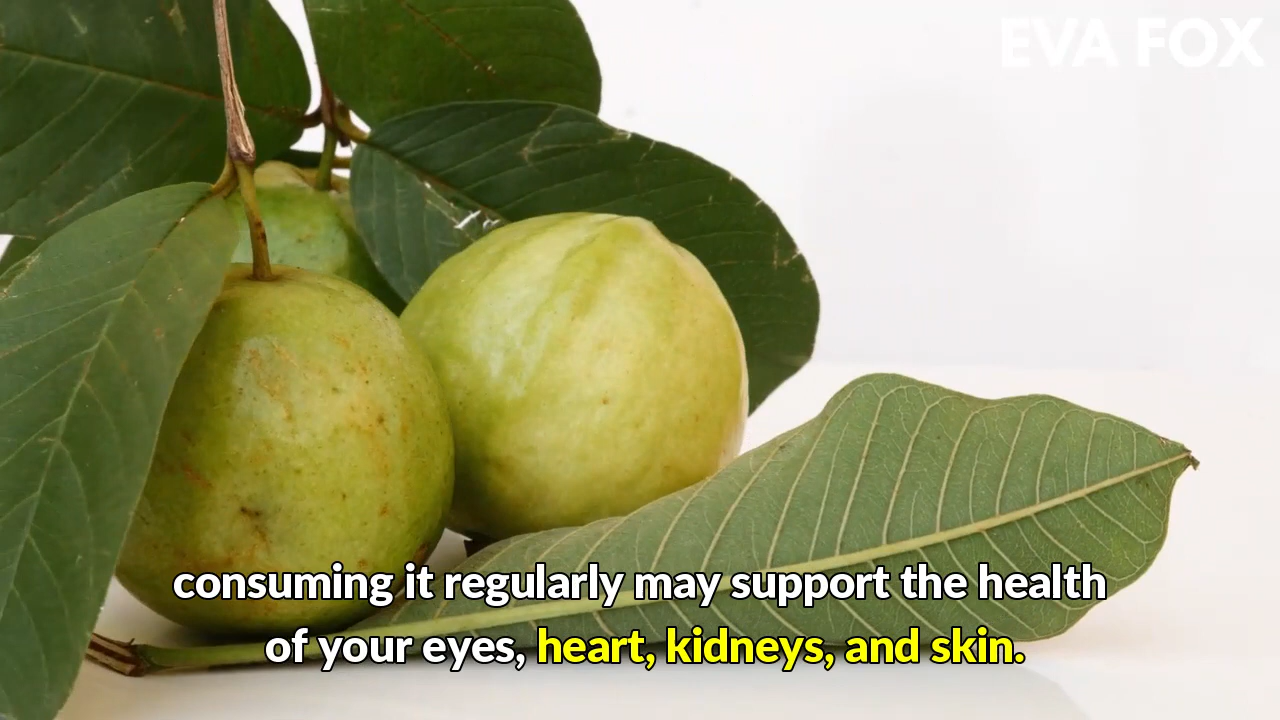 EVA FOX
consuming it regularly may support the health
of your eyes, heart, kidneys, and skin.